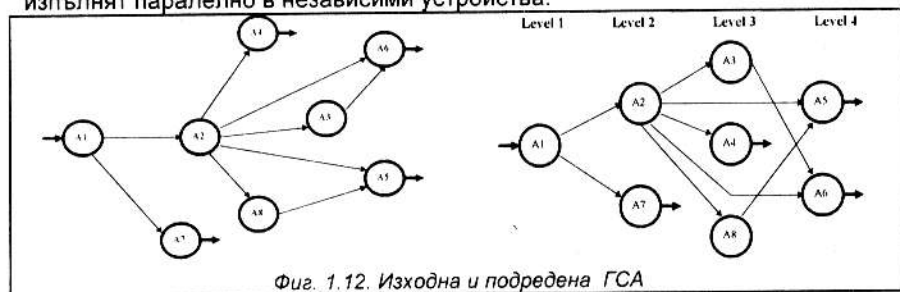 изпълнят паралелно в независими устройства.
Level 1 Level 2 Level 3 Level 4
A4
A6
A3
A1 A2
A5
A8
A7
A3
A2 A5
A1 A4
A7 A6
A8
Фиг. 1.12. Изходна и подредена ГСА